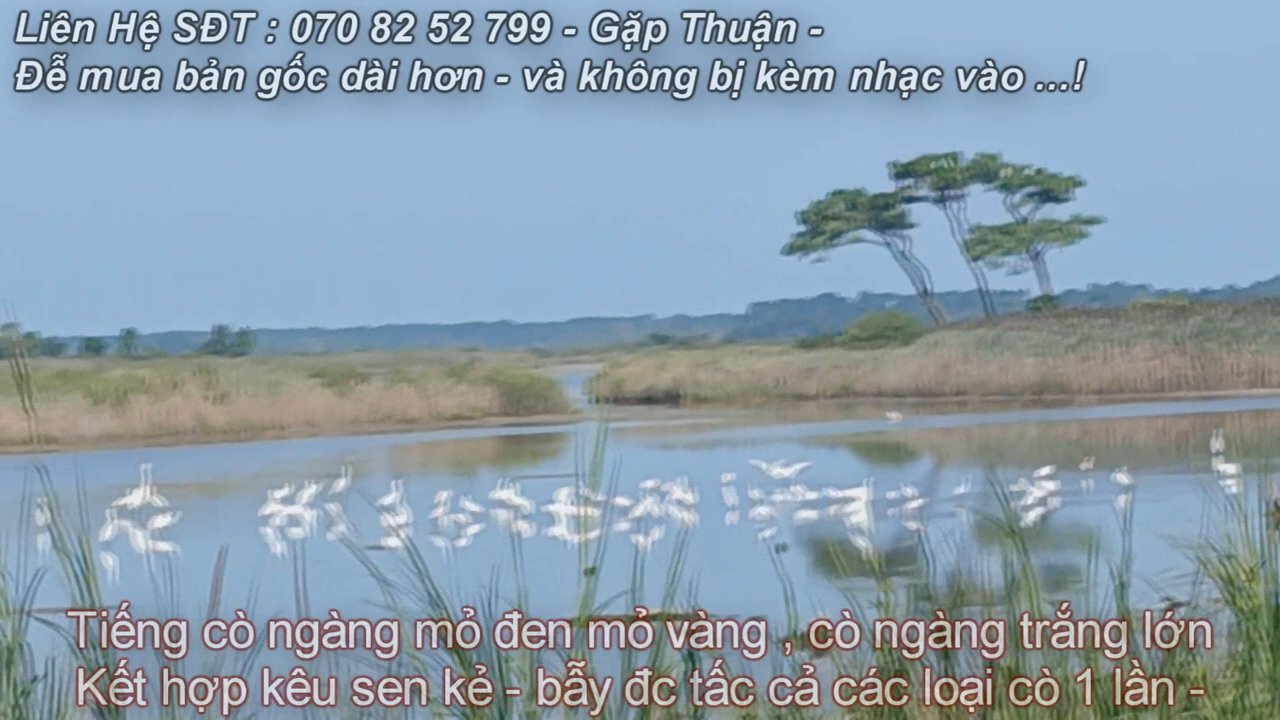 Liên Hệ SĐT : 070 82 52 799 - Gặp Thuận -
Đễ mua bản gốc dài hơn - và không bị kèm nhạc vào ...!
Tiếng cò ngàng mỏ đen mỏ vàng , cò ngàng trắng lớn
Kết hợp kêu sen kẻ - bẫy đc tấc cả các loại cò 1 lần -